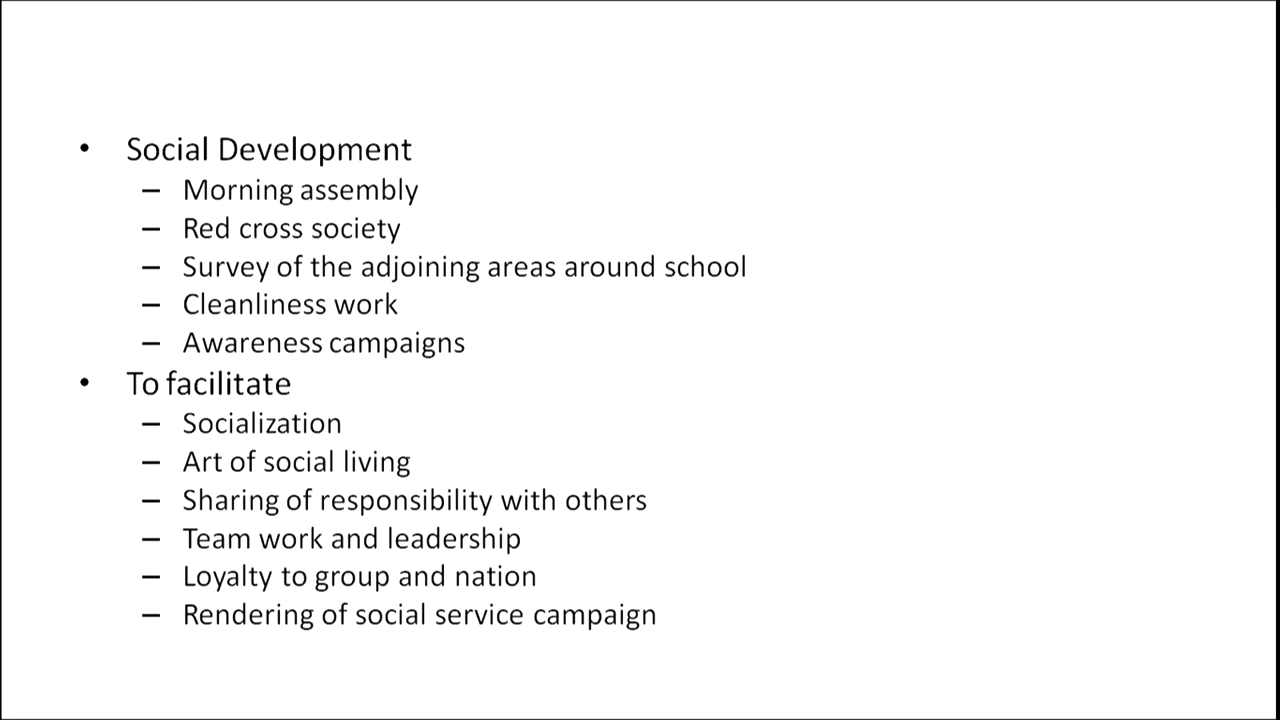 • Social Development
– Morning assembly
– Red cross society
– Survey of the adjoining areas around school
– Cleanliness work
– Awareness campaigns
• To facilitate
– Socialization
– Art of social living
– Sharing of responsibility with others
– Team work and leadership
– Loyalty to group and nation
– Rendering of social service campaign